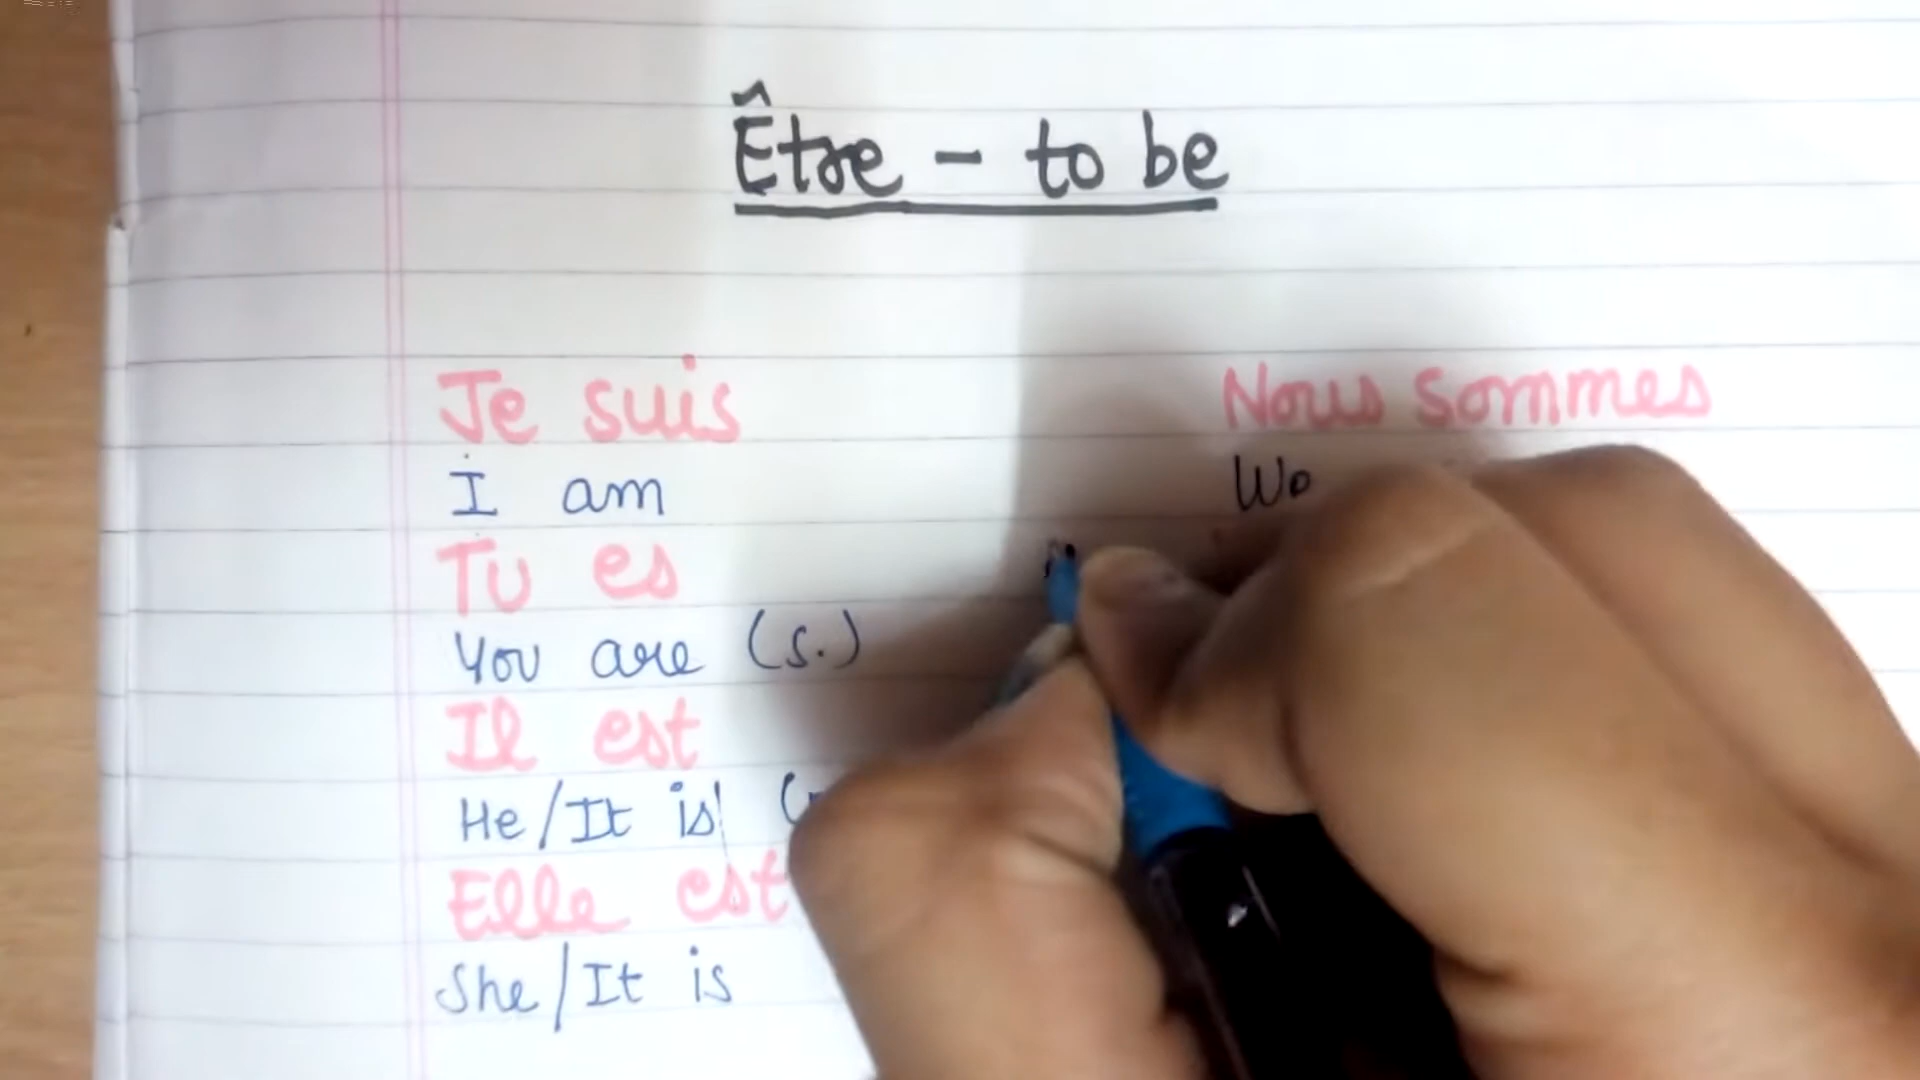 Être - to be
Je suis
I am
Tu es
You are (s.)
Il est
He/It is
Elle est
She/It is
Nous sommes
We